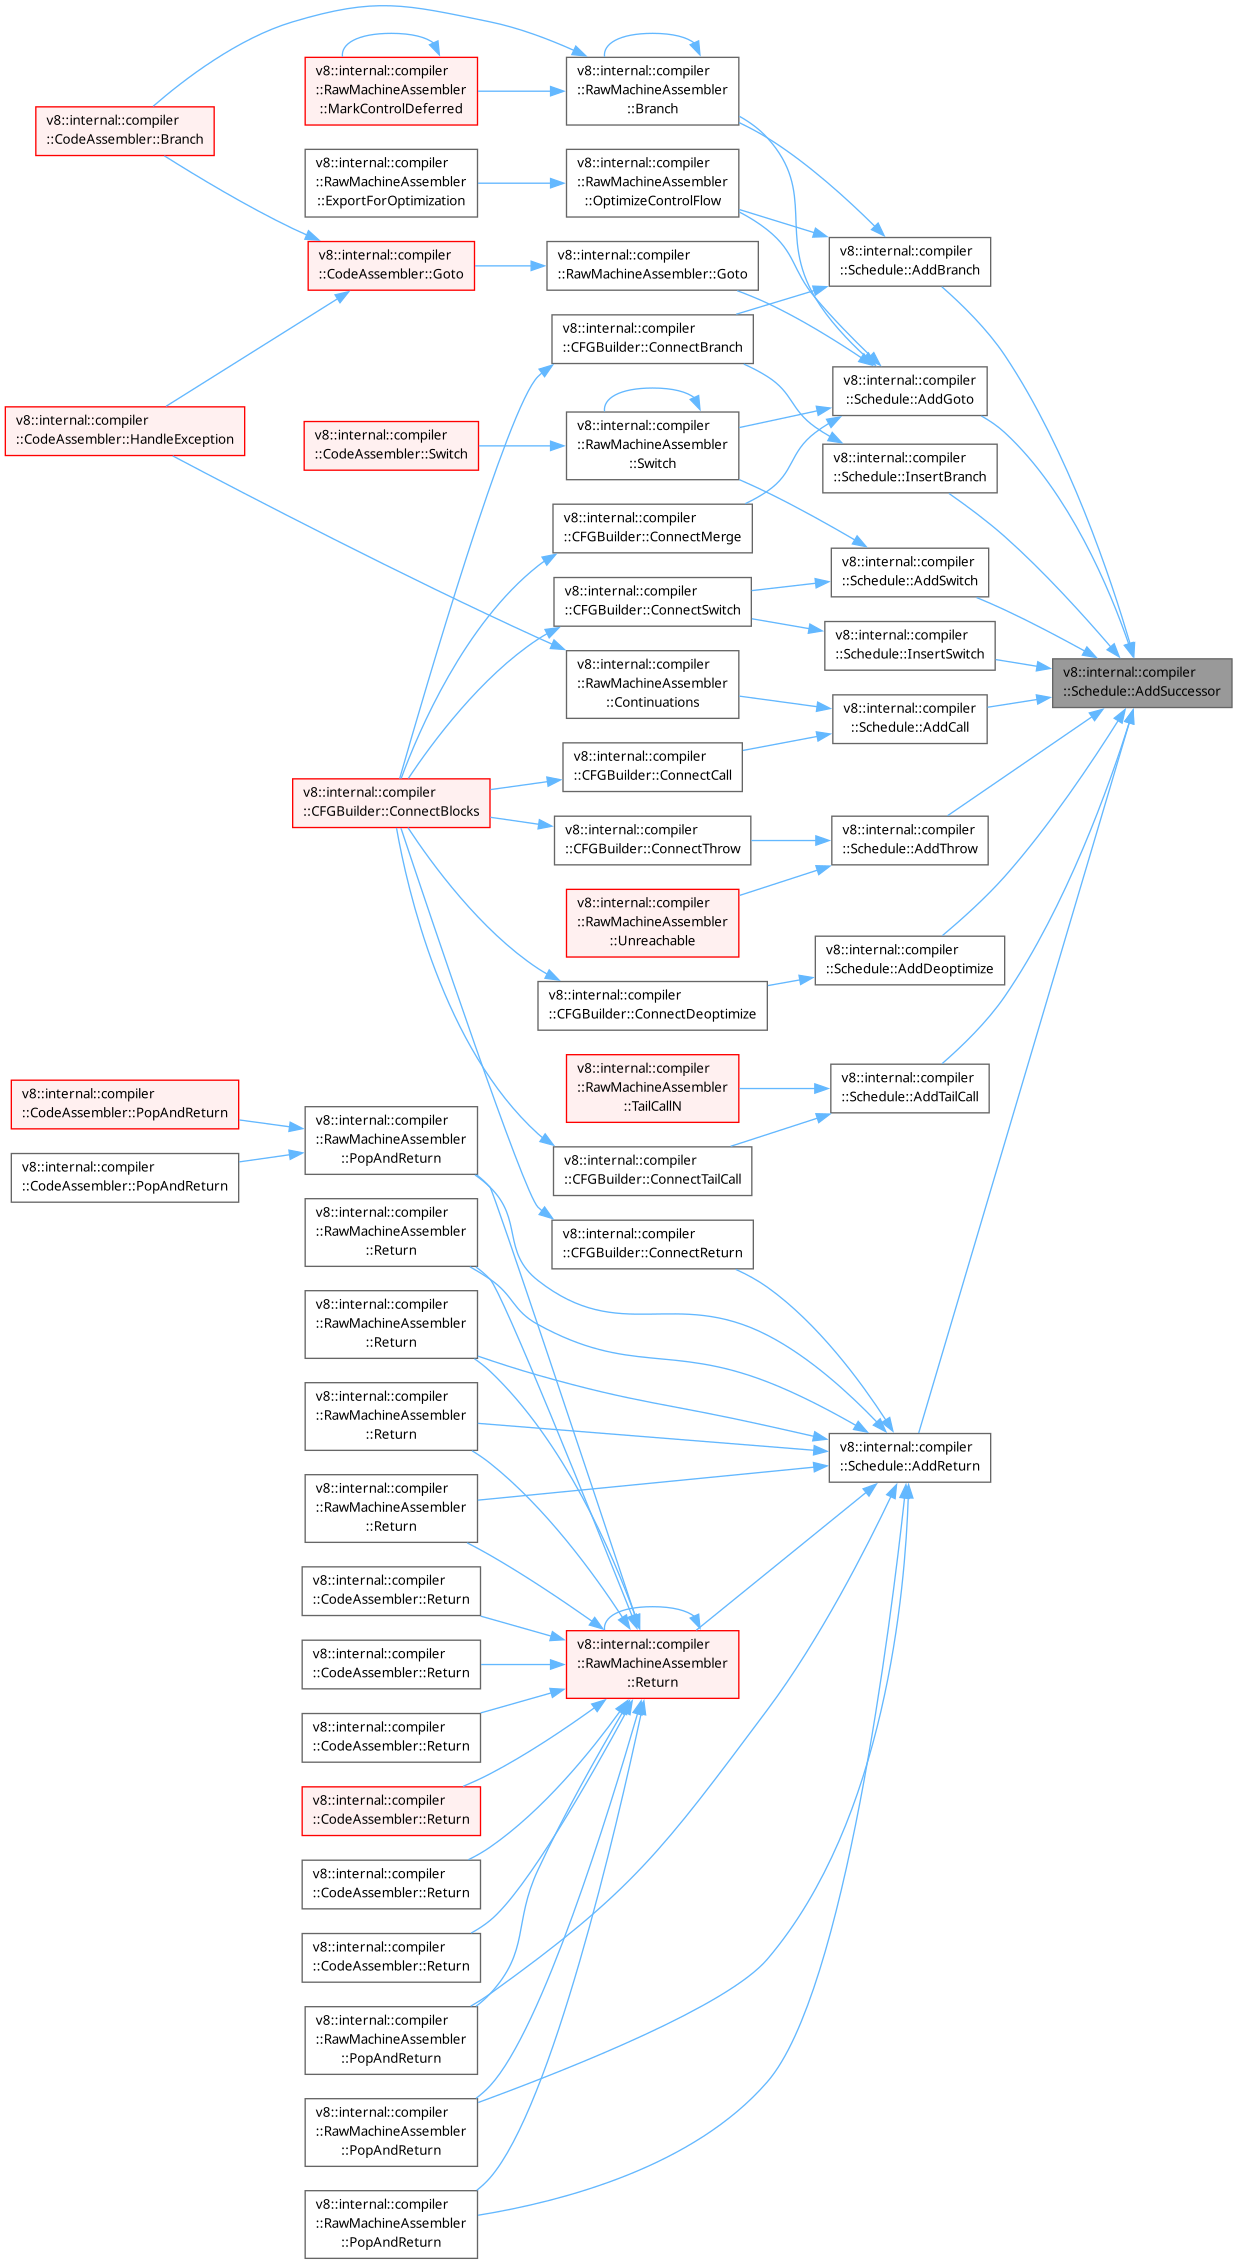 v8::internal::compiler
::RawMachineAssembler
::MarkControlDeferred
v8::internal::compiler
::RawMachineAssembler
::Branch
v8::internal::compiler
::CodeAssembler::Branch
v8::internal::compiler
::RawMachineAssembler
::ExportForOptimization
v8::internal::compiler
::RawMachineAssembler
::OptimizeControlFlow
v8::internal::compiler
::Schedule::AddBranch
v8::internal::compiler
::CodeAssembler::Goto
v8::internal::compiler
::RawMachineAssembler::Goto
v8::internal::compiler
::CFGBuilder::ConnectBranch
v8::internal::compiler
::Schedule::AddGoto
v8::internal::compiler
::CodeAssembler::HandleException
v8::internal::compiler
::CodeAssembler::Switch
v8::internal::compiler
::RawMachineAssembler
::Switch
v8::internal::compiler
::Schedule::InsertBranch
v8::internal::compiler
::CFGBuilder::ConnectMerge
v8::internal::compiler
::Schedule::AddSwitch
v8::internal::compiler
::CFGBuilder::ConnectSwitch
v8::internal::compiler
::Schedule::InsertSwitch
v8::internal::compiler
::RawMachineAssembler
::Continuations
v8::internal::compiler
::Schedule::AddSuccessor
v8::internal::compiler
::Schedule::AddCall
v8::internal::compiler
::CFGBuilder::ConnectCall
v8::internal::compiler
::CFGBuilder::ConnectBlocks
v8::internal::compiler
::CFGBuilder::ConnectThrow
v8::internal::compiler
::Schedule::AddThrow
v8::internal::compiler
::RawMachineAssembler
::Unreachable
v8::internal::compiler
::Schedule::AddDeoptimize
v8::internal::compiler
::CFGBuilder::ConnectDeoptimize
v8::internal::compiler
::RawMachineAssembler
::TailCallN
v8::internal::compiler
::Schedule::AddTailCall
v8::internal::compiler
::CodeAssembler::PopAndReturn
v8::internal::compiler
::RawMachineAssembler
::PopAndReturn
v8::internal::compiler
::CodeAssembler::PopAndReturn
v8::internal::compiler
::CFGBuilder::ConnectTailCall
v8::internal::compiler
::RawMachineAssembler
::Return
v8::internal::compiler
::CFGBuilder::ConnectReturn
v8::internal::compiler
::RawMachineAssembler
::Return
v8::internal::compiler
::RawMachineAssembler
::Return
v8::internal::compiler
::Schedule::AddReturn
v8::internal::compiler
::RawMachineAssembler
::Return
v8::internal::compiler
::CodeAssembler::Return
v8::internal::compiler
::RawMachineAssembler
::Return
v8::internal::compiler
::CodeAssembler::Return
v8::internal::compiler
::CodeAssembler::Return
v8::internal::compiler
::CodeAssembler::Return
v8::internal::compiler
::CodeAssembler::Return
v8::internal::compiler
::CodeAssembler::Return
v8::internal::compiler
::RawMachineAssembler
::PopAndReturn
v8::internal::compiler
::RawMachineAssembler
::PopAndReturn
v8::internal::compiler
::RawMachineAssembler
::PopAndReturn